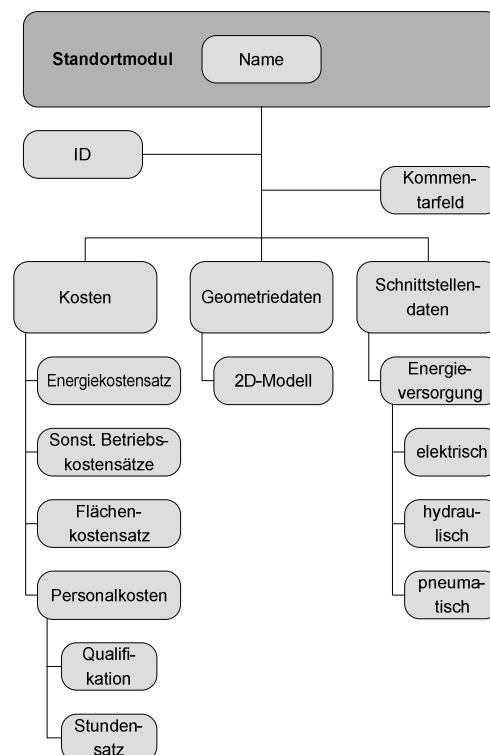 Standortmodul
Name
ID
Kommen-
tarfeld
Kosten
Geometriedaten
Schnittstellen-
daten
Energiekostensatz
2D-Modell
Energie-
versorgung
Sonst. Betriebs-
kostensätze
elektrisch
Flächen-
kostensatz
hydrau-
lisch
Personalkosten
pneuma-
tisch
Qualifi-
kation
Stunden-
satz